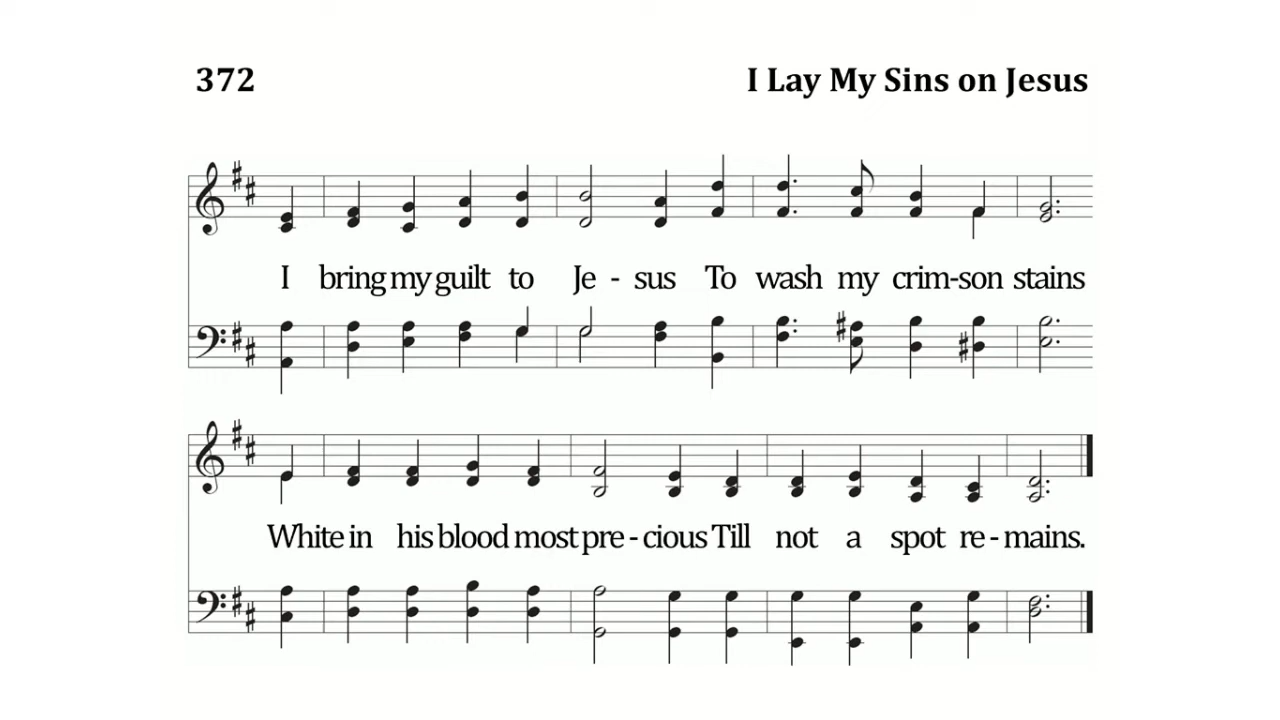 372 I Lay My Sins on Jesus
I bring my guilt to Je - sus To wash my crim-son stains
White in his blood most pre - cious Till not a spot re - mains.